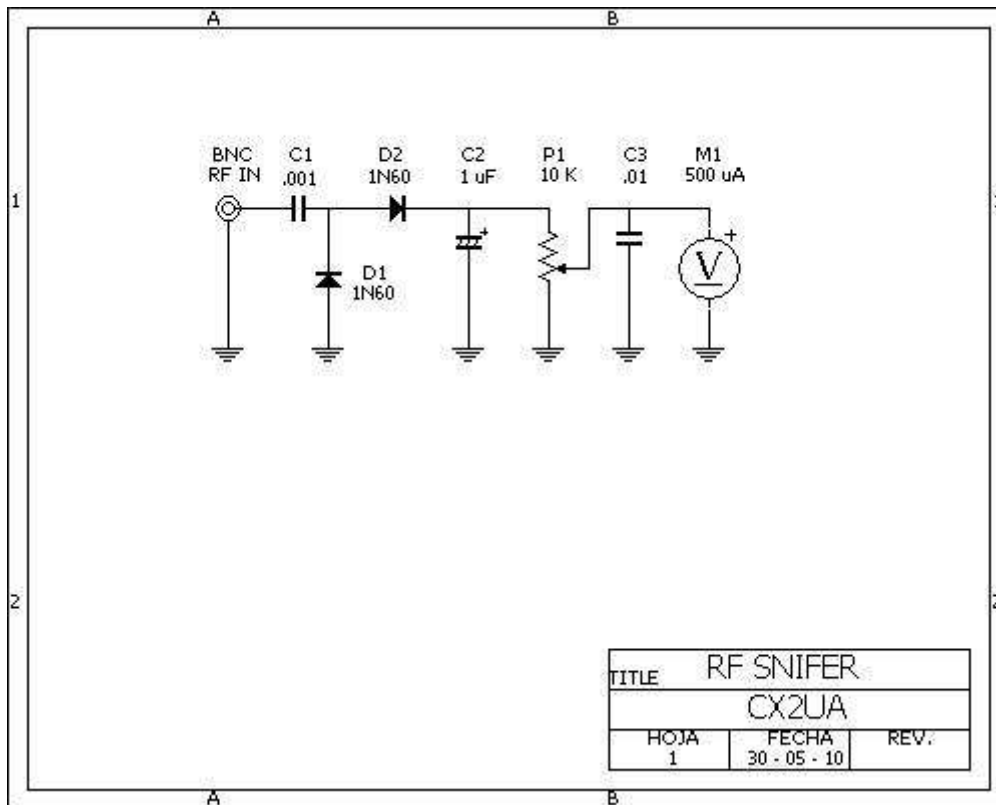 A B
BNC C1 D2 C2 P1 C3 M1
RF IN .001 1N60 1 uF 10 K .01 500 uA
1
+ +
V
D1
1N60
2 2
TITLE RF SNIFER
CX2UA
HOJA FECHA REV.
1 30 - 05 - 10
A B